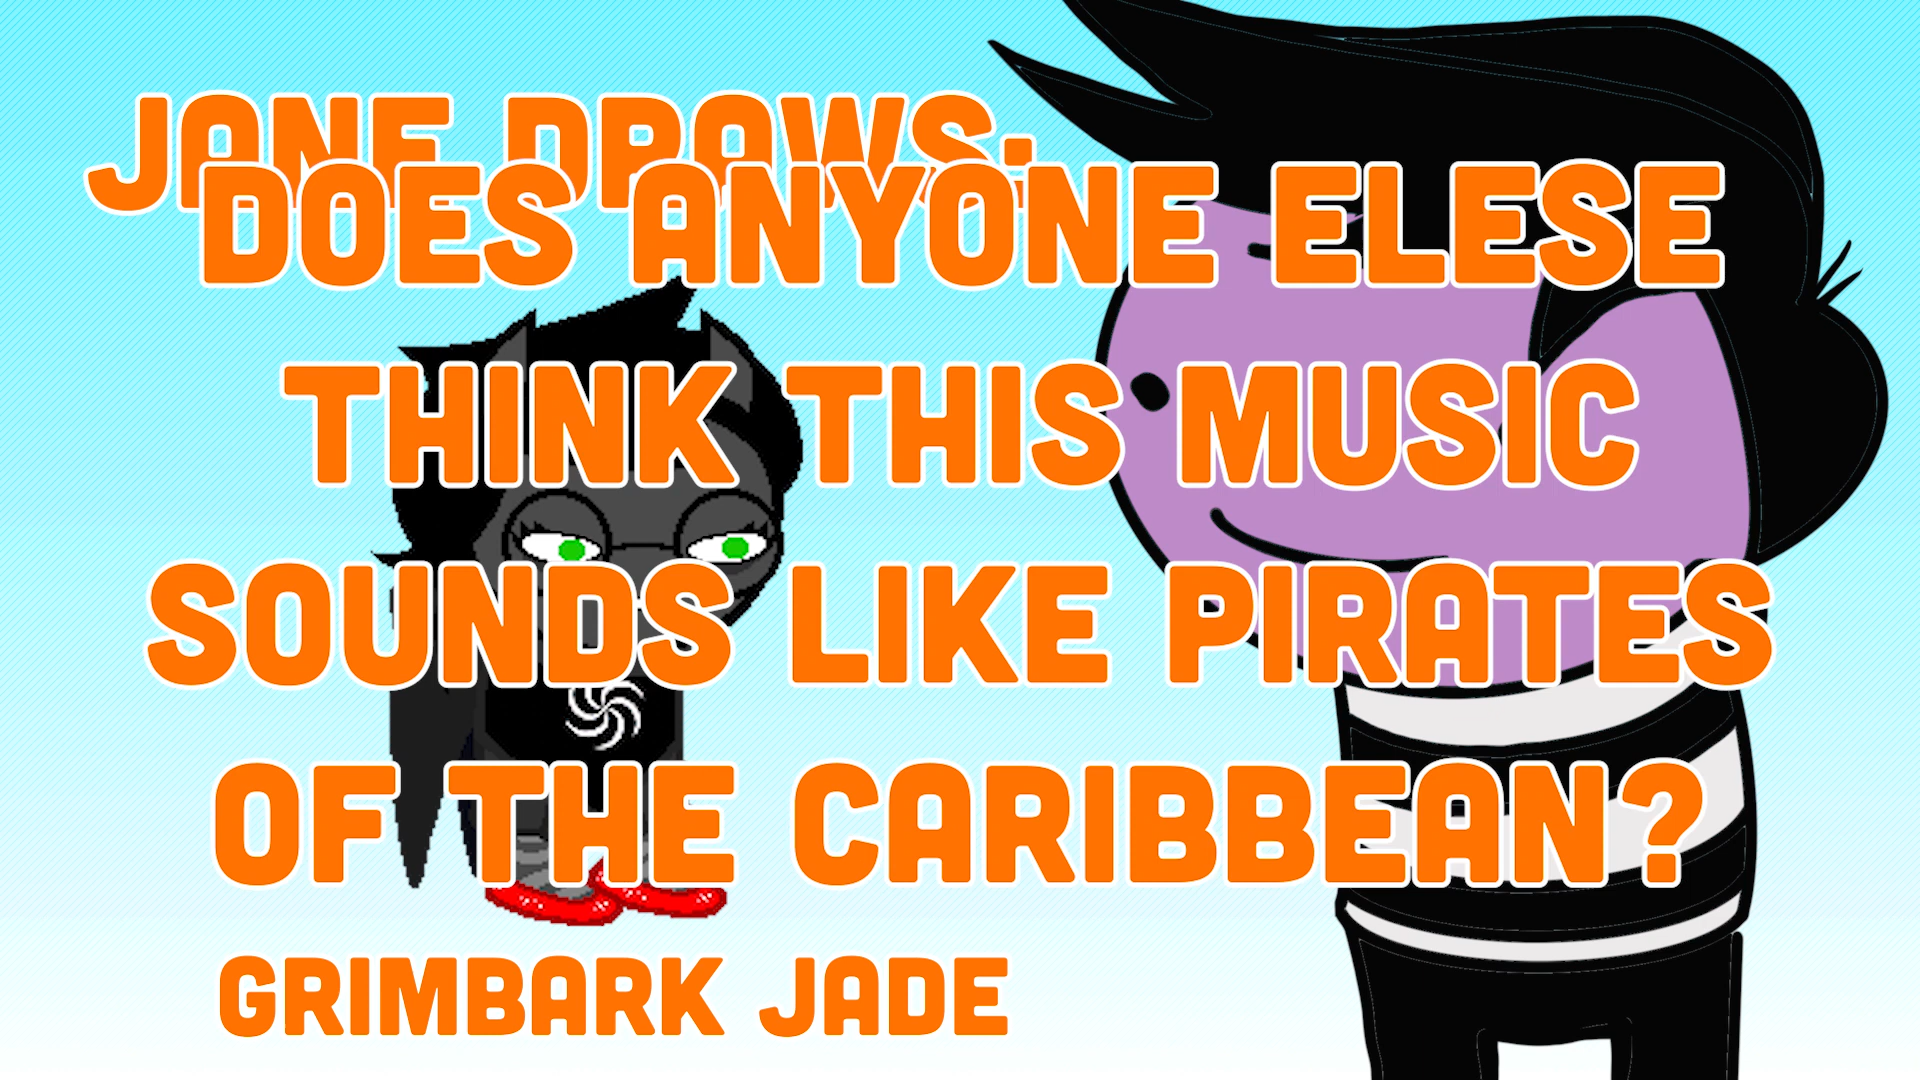 JANE DRAWS:
DOES ANYONE ELESE
THINK THIS MUSIC
SOUNDS LIKE PIRATES
OF THE CARIBBEAN?
GRIMBARK JADE